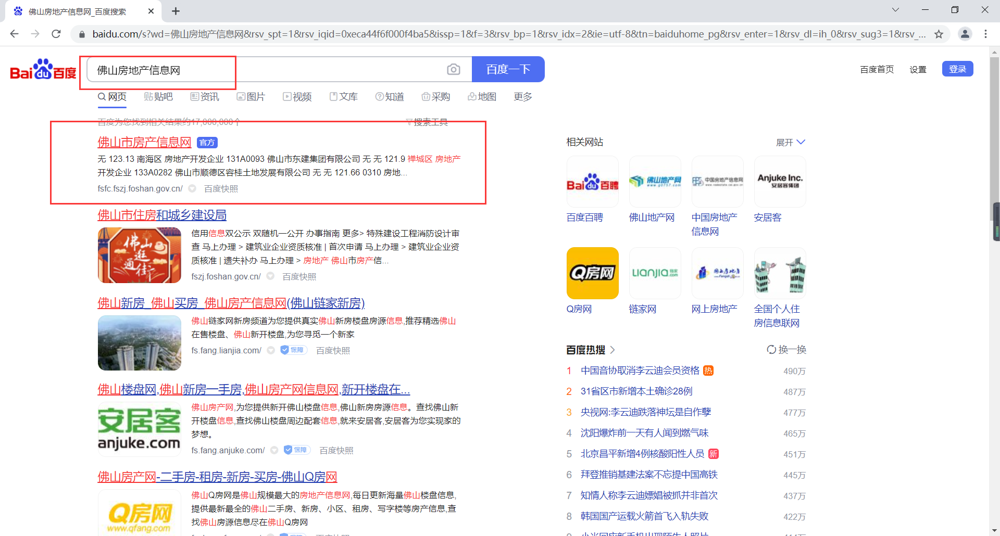 佛山房地产信息网_百度搜索
baidu.com/s?wd=佛山房地产信息网&rsv_spt=1&rsv_iqid=0xeca44f6f000f4ba5&issp=1&f=3&rsv_bp=1&rsv_idx=2&ie=utf-8&tn=baiduhome_pg&rsv_enter=1&rsv_dl=ih_0&rsv_sug3=1&rsv_...
Bai du 百度
佛山房地产信息网
百度一下
百度首页 设置 登录
网页 贴吧 资讯 图片 视频 文库 知道 采购 地图 更多
百度为您找到相关结果约17,000,000个
搜索工具
佛山市房产信息网 官方
无 123.13 南海区 房地产开发企业 131A0093 佛山市东建集团有限公司 无 无 121.9 禅城区 房地产
开发企业 133A0282 佛山市顺德区容桂土地发展有限公司 无 无 121.66 0310 房地...
fsfc.fszj.foshan.gov.cn/ 百度快照
佛山市住房和城乡建设局
佛山
逛
通街
信用信息双公示 双随机一公开 办事指南 更多> 特殊建设工程消防设计审
查 马上办理 > 建筑业企业资质核准 | 首次申请 马上办理 > 建筑业企业资
质核准 | 遗失补办 马上办理 > 房地产 佛山市房产信...
fszj.foshan.gov.cn/ 百度快照
佛山新房_佛山买房_佛山房产信息网(佛山链家新房)
佛山链家网新房频道为您提供真实佛山新房楼盘房源信息,推荐精选佛山
在售楼盘、佛山新开楼盘,为您寻觅一个新家
fs.fang.lianjia.com/ 保障 百度快照
佛山楼盘网,佛山新房一手房,佛山房产网信息网,新开楼盘在...
安居客
anjuke.com
佛山房产网,为您提供新开佛山楼盘信息,佛山新房房源信息。查找佛山新
开楼盘信息,查找佛山楼盘周边配套信息,就来安居客,安居客为您实现家的
梦想。
fs.fang.anjuke.com/ 保障 百度快照
佛山房产网-二手房-租房-新房-买房-佛山Q房网
Q房网
www.qfang.com
佛山Q房网是佛山规模最大的房地产信息网,每日更新海量佛山楼盘信息,
提供最新最全的佛山二手房、新房、小区、租房、写字楼等房产信息,查
找佛山房源信息尽在佛山Q房网
相关网站 展开
Bai du 百聘
佛山地产网
www.g0757.com
中国房地产信息网
Anjuke Inc.
安居客集团
百度百聘 佛山地产网 中国房地产信息网 安居客
Q房网
Lianjia.com 链家
网上房地产
Q房网 链家网 网上房地产 全国个人住房信息联网
百度热搜 换一换
1 中国音协取消李云迪会员资格 热 490万
2 31省区市新增本土确诊28例 487万
3 央视网:李云迪跌落神坛是自作孽 477万
4 沈阳爆炸前一天有人闻到燃气味 465万
5 北京昌平新增4例核酸阳性人员 新 451万
6 拜登推销基建法案不忘提中国高铁 445万
7 知情人称李云迪嫖娼被抓并非首次 437万
8 韩国国产运载火箭首飞入轨失败 422万